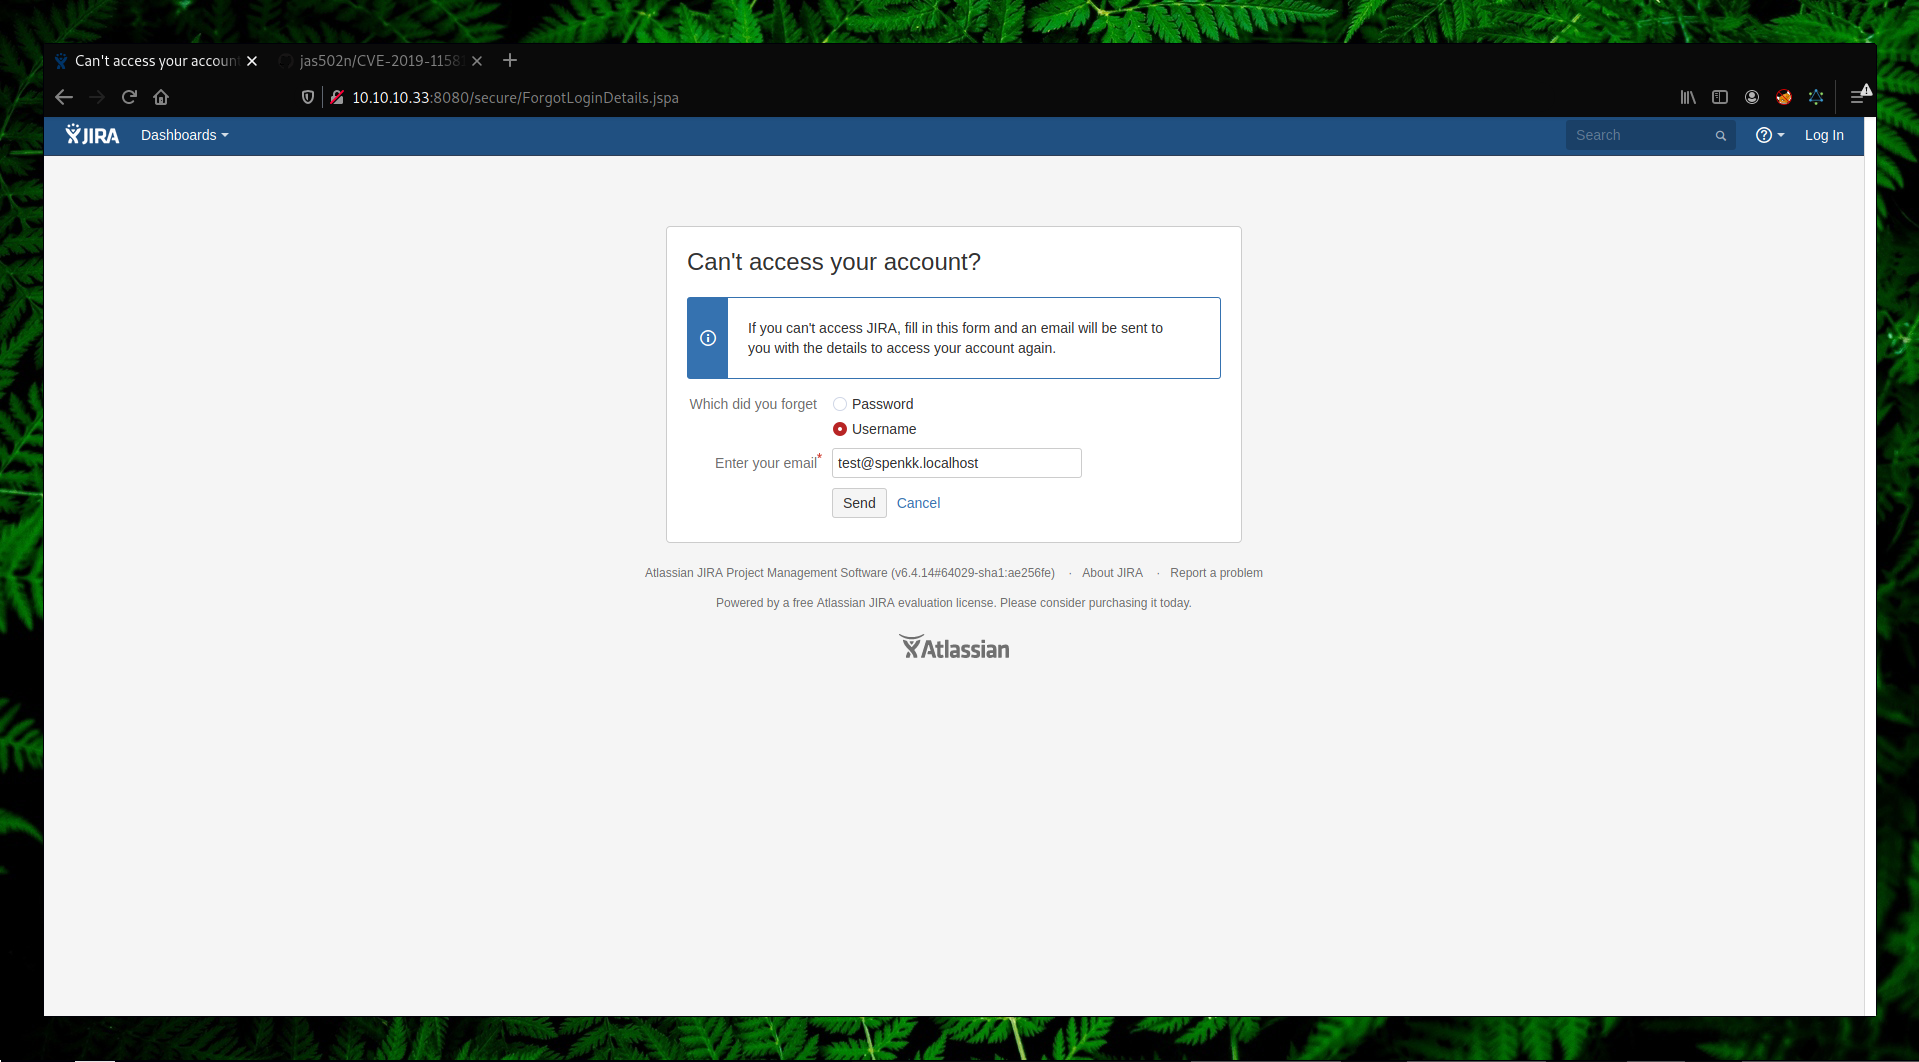 Can't access your accoun
jas502n/CVE-2019-1158
10.10.10.33:8080/secure/ForgotLoginDetails.jspa
JIRA
Dashboards
Search
Log In
Can't access your account?
If you can't access JIRA, fill in this form and an email will be sent to
you with the details to access your account again.
Which did you forget
Password
Username
Enter your email*
test@spenkk.localhost
Send
Cancel
Atlassian JIRA Project Management Software (v6.4.14#64029-sha1:ae256fe) · About JIRA · Report a problem
Powered by a free Atlassian JIRA evaluation license. Please consider purchasing it today.
Atlassian